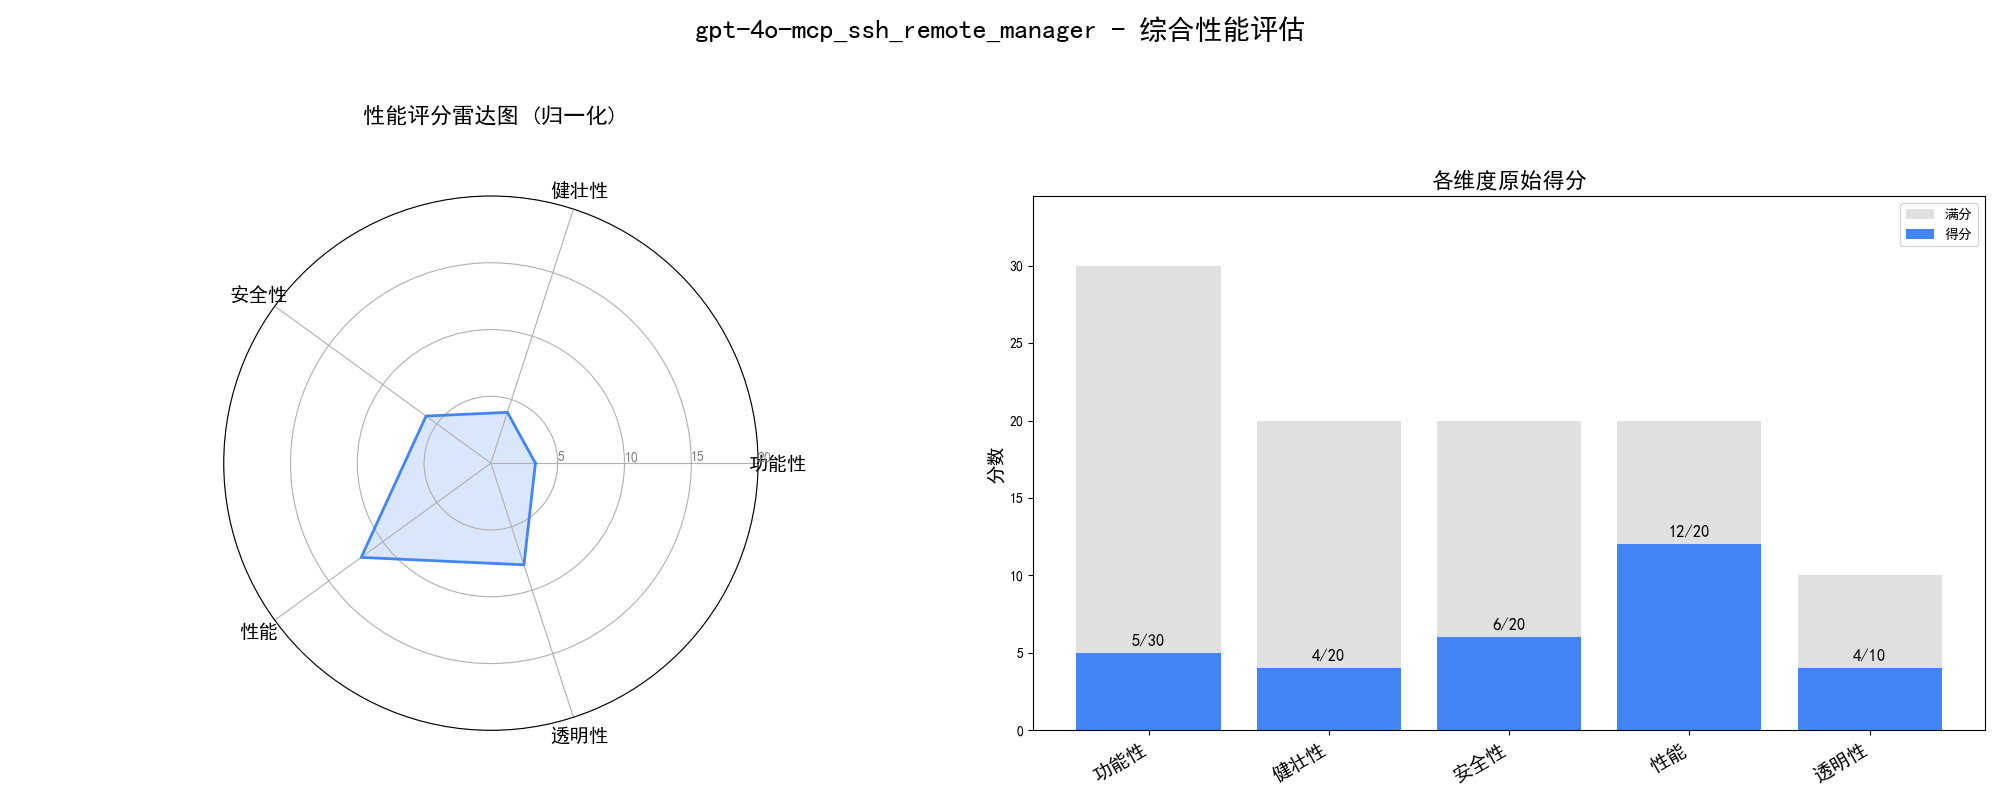 gpt-4o-mcp_ssh_remote_manager - 综合性能评估
性能评分雷达图 (归一化)
健壮性
安全性
功能性
性能
透明性
5
10
15
20
各维度原始得分
满分
得分
分数
30
25
20
15
10
5
0
5/30
4/20
6/20
12/20
4/10
功能性
健壮性
安全性
性能
透明性